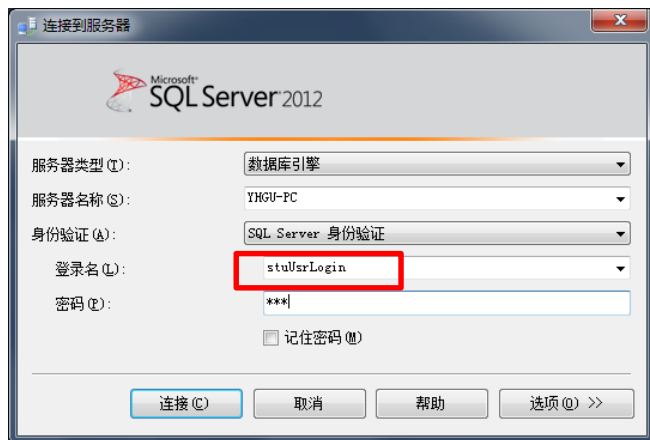 连接到服务器
Microsoft®
SQL Server 2012
服务器类型(T):
数据库引擎
服务器名称(S):
YHGU-PC
身份验证(A):
SQL Server 身份验证
登录名(L):
stuUsrLogin
密码(P):
***
记住密码(M)
连接(C)
取消
帮助
选项(O) >>